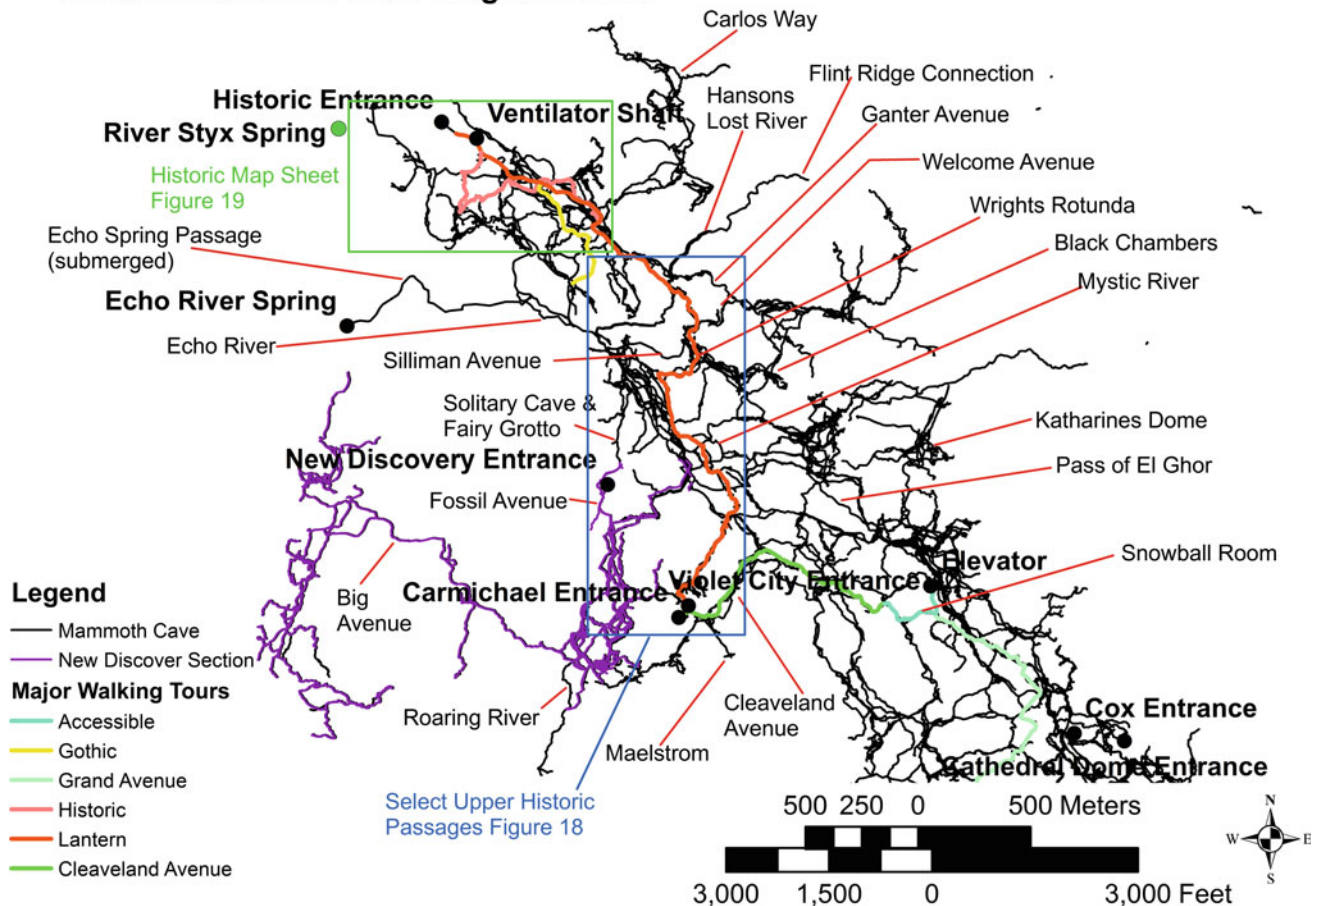 Carlos Way
Flint Ridge Connection
Hansons
Lost River
Historic Entrance
Ventilator Shaft
Ganter Avenue
River Styx Spring
Welcome Avenue
Historic Map Sheet
Figure 19
Wrights Rotunda
Echo Spring Passage
(submerged)
Black Chambers
Mystic River
Echo River Spring
Echo River
Silliman Avenue
Solitary Cave &
Fairy Grotto
Katharines Dome
New Discovery Entrance
Pass of El Ghor
Fossil Avenue
Snowball Room
Elevator
Violet City Entrance
Carmichael Entrance
Big
Avenue
Legend
Mammoth Cave
New Discover Section
Major Walking Tours
Accessible
Gothic
Grand Avenue
Historic
Lantern
Cleaveland Avenue
Roaring River
Maelstrom
Cleaveland
Avenue
Cox Entrance
Cathedral Dome Entrance
Select Upper Historic
Passages Figure 18
500 250 0 500 Meters
3,000 1,500 0 3,000 Feet
N
W E
S